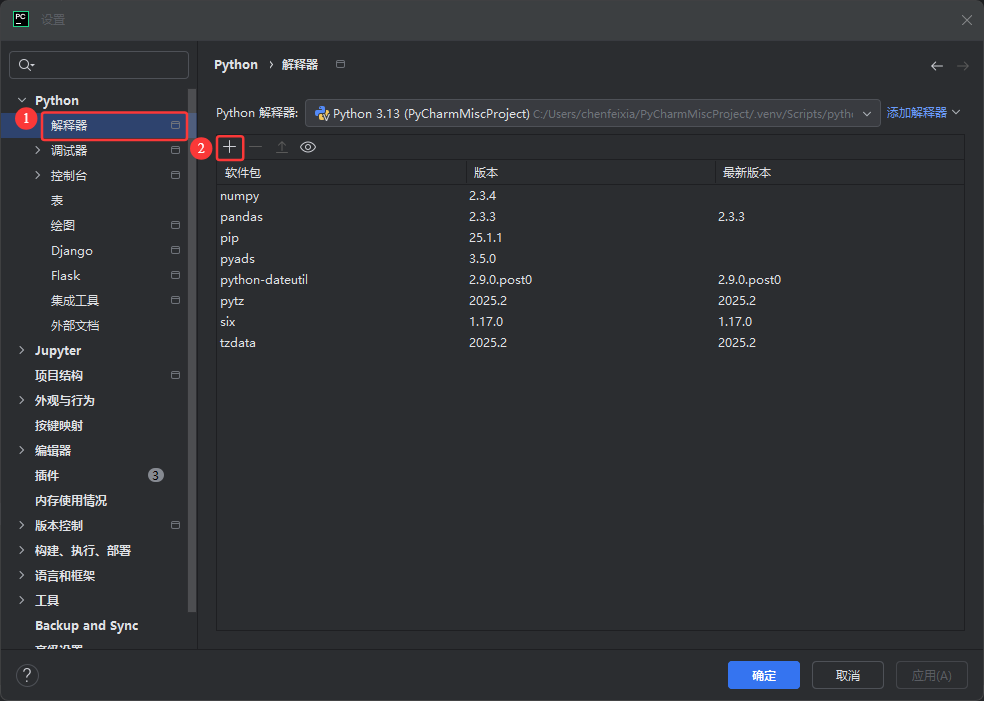 PC
设置
Python
1
解释器
调试器
控制台
表
绘图
Django
Flask
集成工具
外部文档
Jupyter
项目结构
外观与行为
按键映射
编辑器
插件 3
内存使用情况
版本控制
构建、执行、部署
语言和框架
工具
Backup and Sync
高级设置
Python › 解释器
Python 解释器: Python 3.13 (PyCharmMiscProject) C:/Users/chenfeixia/PyCharmMiscProject/.venv/Scripts/pytho 添加解释器
2
软件包 版本 最新版本
numpy 2.3.4
pandas 2.3.3 2.3.3
pip 25.1.1
pyads 3.5.0
python-dateutil 2.9.0.post0 2.9.0.post0
pytz 2025.2 2025.2
six 1.17.0 1.17.0
tzdata 2025.2 2025.2
?
确定 取消 应用(A)